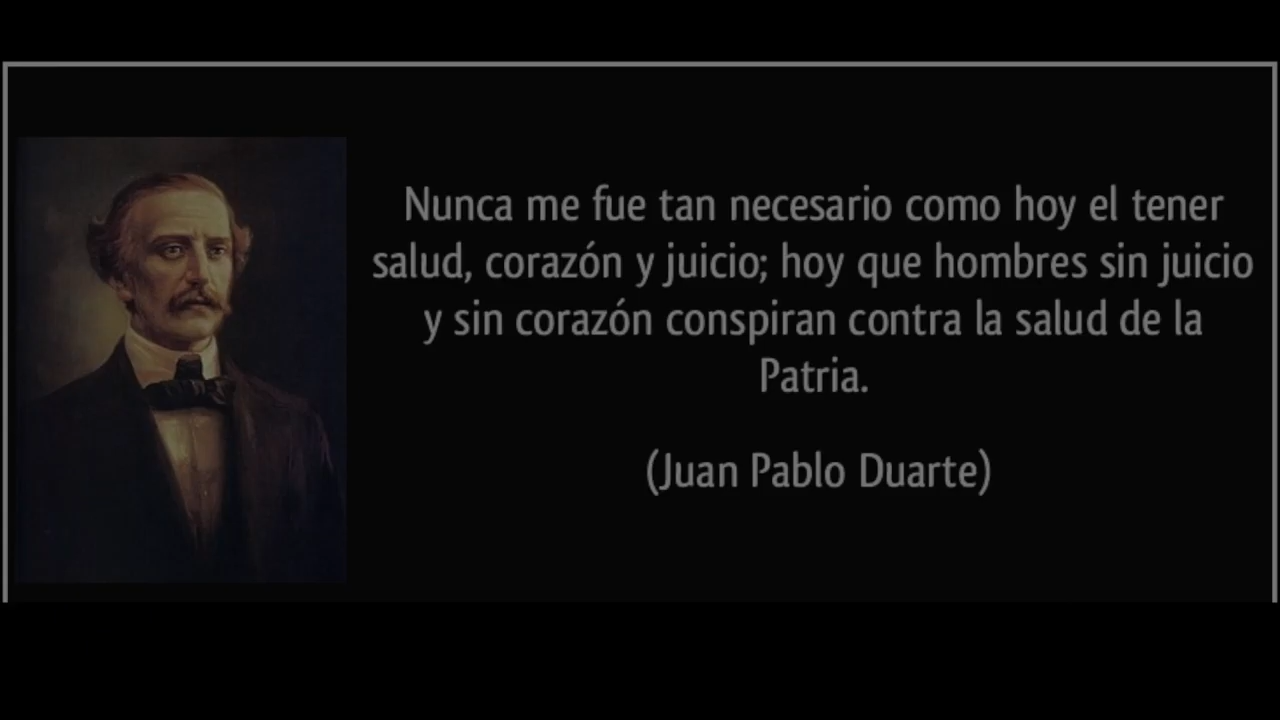 Nunca me fue tan necesario como hoy el tener
salud, corazón y juicio; hoy que hombres sin juicio
y sin corazón conspiran contra la salud de la
Patria.
(Juan Pablo Duarte)